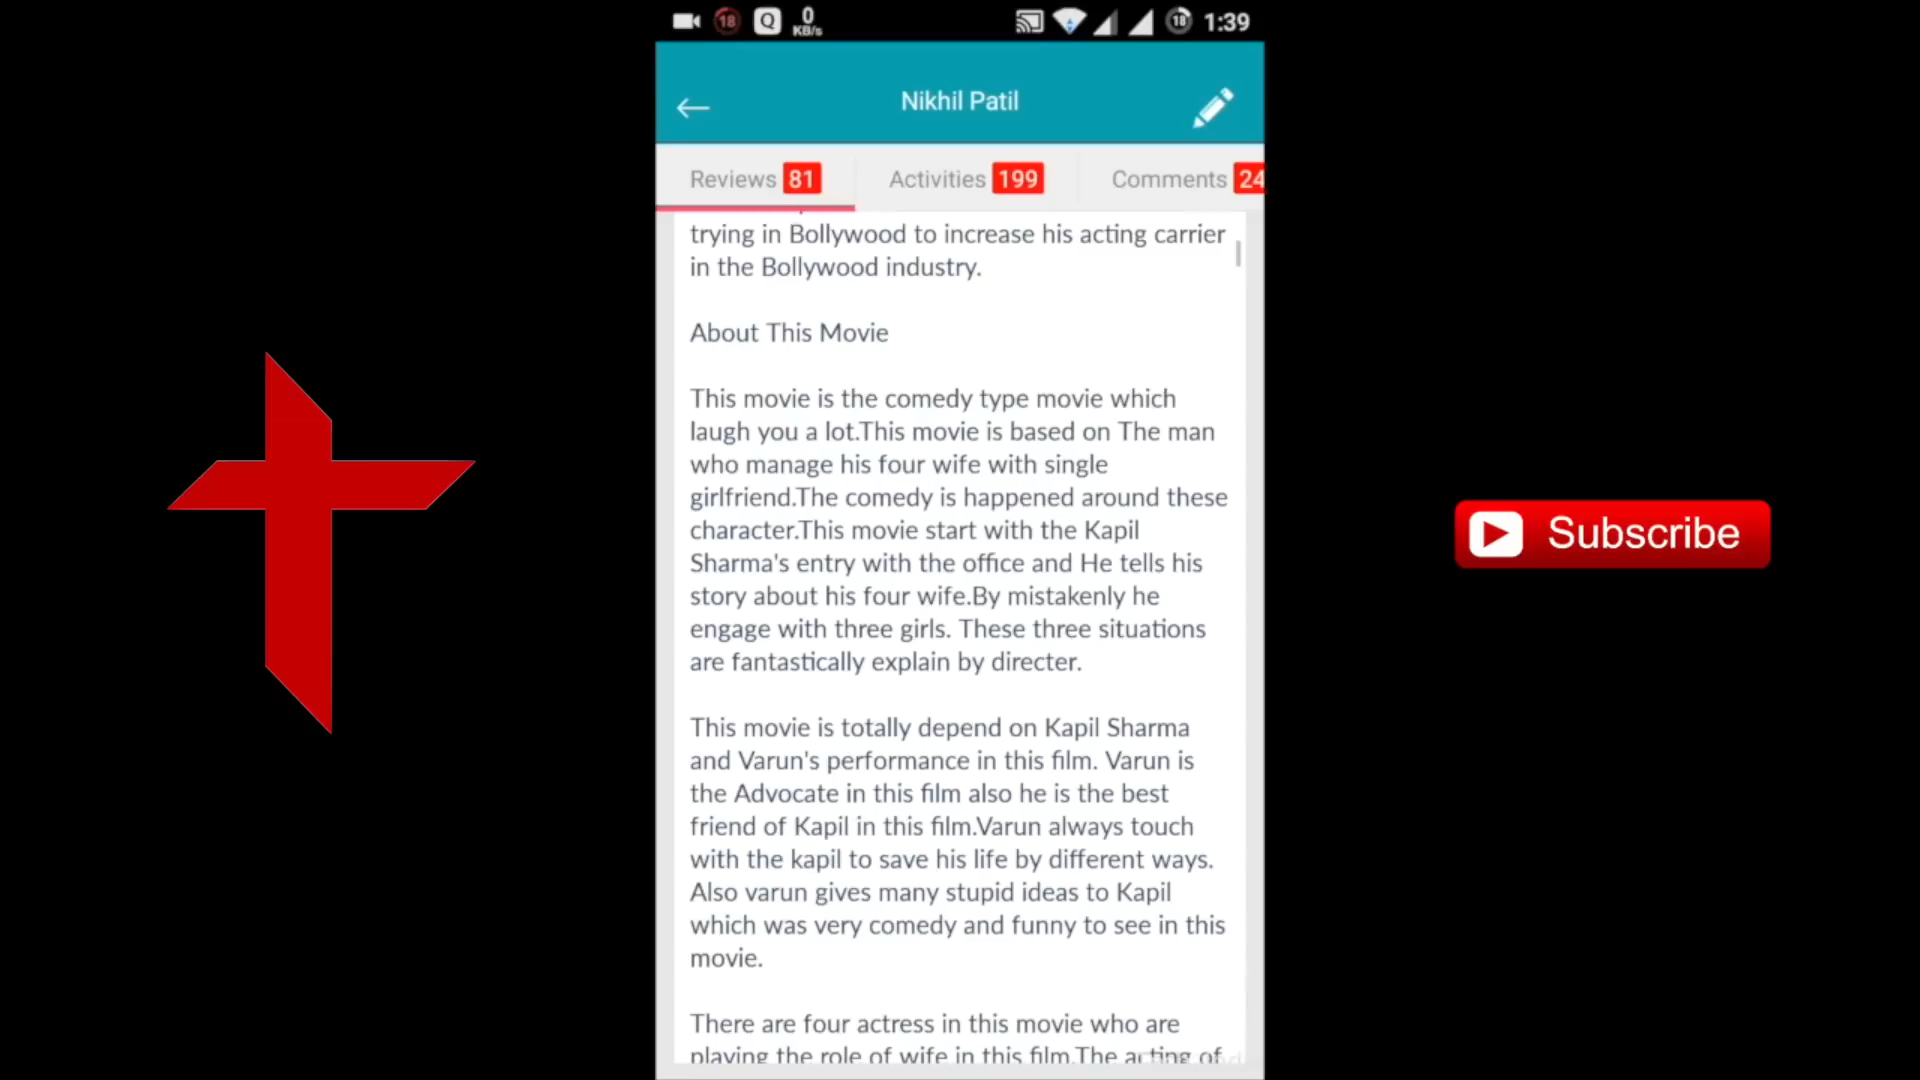 18 Q 0 KB/s 18 1:39
Nikhil Patil
Reviews 81 Activities 199 Comments 24
trying in Bollywood to increase his acting carrier
in the Bollywood industry.
About This Movie
This movie is the comedy type movie which
laugh you a lot.This movie is based on The man
who manage his four wife with single
girlfriend.The comedy is happened around these
character.This movie start with the Kapil
Sharma's entry with the office and He tells his
story about his four wife.By mistakenly he
engage with three girls. These three situations
are fantastically explain by directer.
This movie is totally depend on Kapil Sharma
and Varun's performance in this film. Varun is
the Advocate in this film also he is the best
friend of Kapil in this film.Varun always touch
with the kapil to save his life by different ways.
Also varun gives many stupid ideas to Kapil
which was very comedy and funny to see in this
movie.
There are four actress in this movie who are
playing the role of wife in this film.The acting of
Subscribe